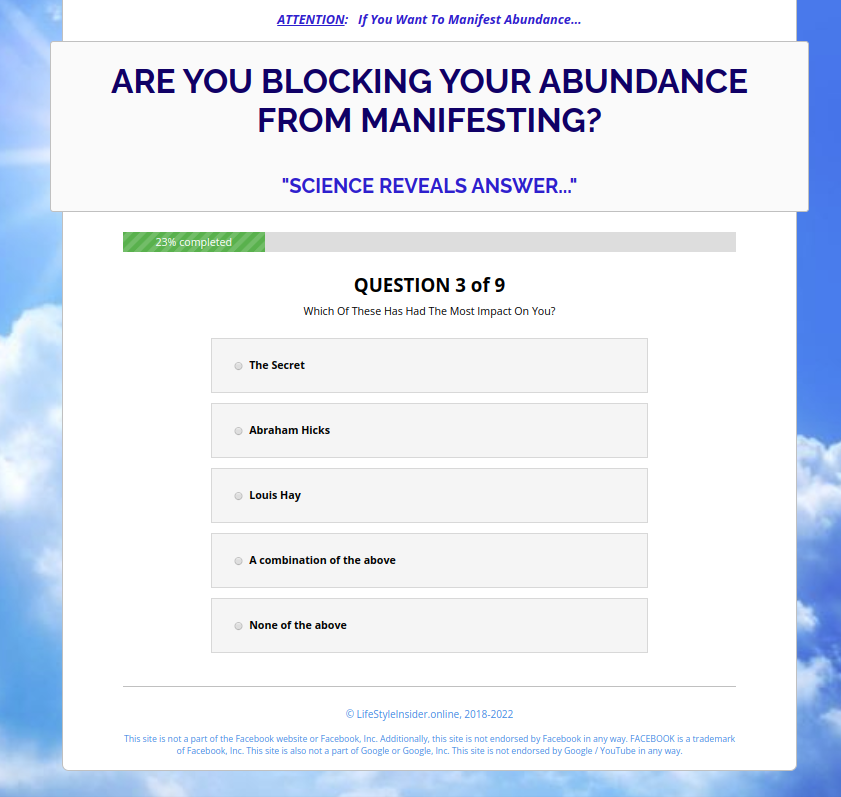 ATTENTION:   If You Want To Manifest Abundance...
ARE YOU BLOCKING YOUR ABUNDANCE
FROM MANIFESTING?
"SCIENCE REVEALS ANSWER..."
23% completed
QUESTION 3 of 9
Which Of These Has Had The Most Impact On You?
The Secret
Abraham Hicks
Louis Hay
A combination of the above
None of the above
© LifeStyleInsider.online, 2018-2022
This site is not a part of the Facebook website or Facebook, Inc. Additionally, this site is not endorsed by Facebook in any way. FACEBOOK is a trademark
of Facebook, Inc. This site is also not a part of Google or Google, Inc. This site is not endorsed by Google / YouTube in any way.